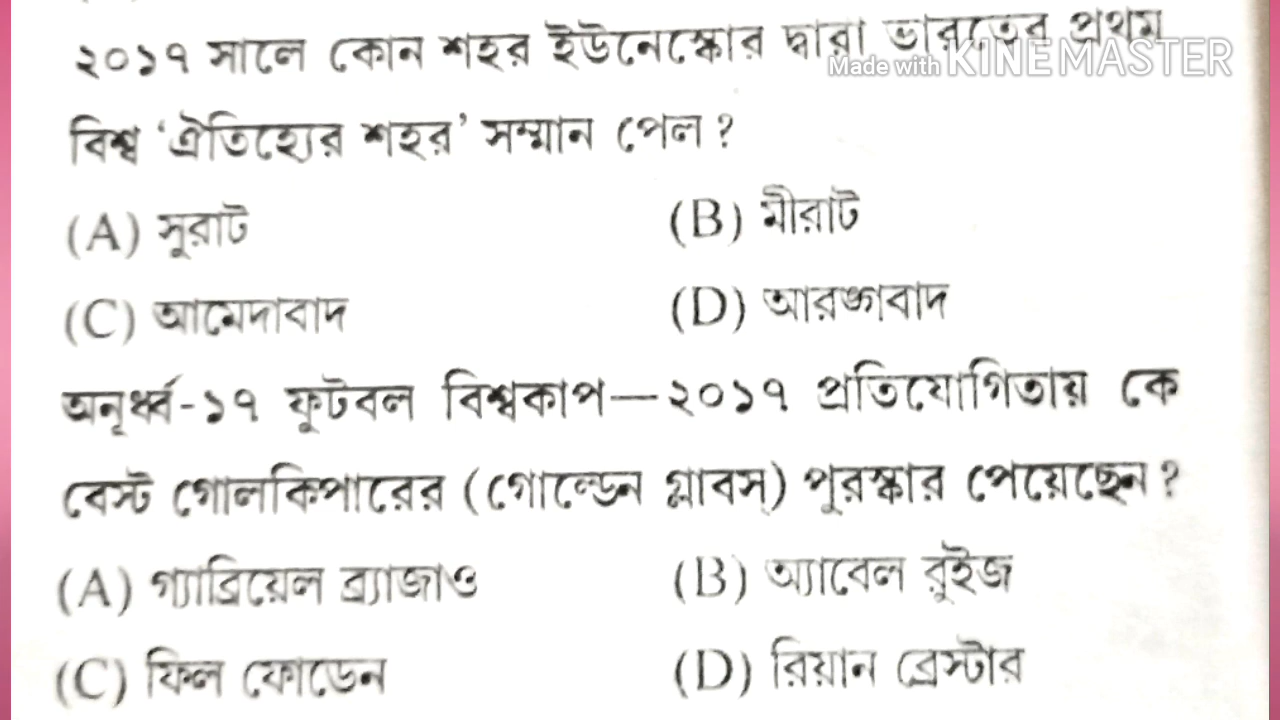 ২০১৭ সালে কোন শহর ইউনেস্কোর দ্বারা ভারতের প্রথম
Made with KINEMASTER
বিশ্ব ‘ঐতিহ্যের শহর’ সম্মান পেল ?
(A) সুরাট (B) মীরাট
(C) আমেদাবাদ (D) আরঙ্গাবাদ
অনূর্ধ্ব-১৭ ফুটবল বিশ্বকাপ—২০১৭ প্রতিযোগিতায় কে
বেস্ট গোলকিপারের (গোল্ডেন গ্লাবস্) পুরস্কার পেয়েছেন ?
(A) গ্যাব্রিয়েল ব্র্যাজাও (B) অ্যাবেল রুইজ
(C) ফিল ফোডেন (D) রিয়ান ব্রেস্টার